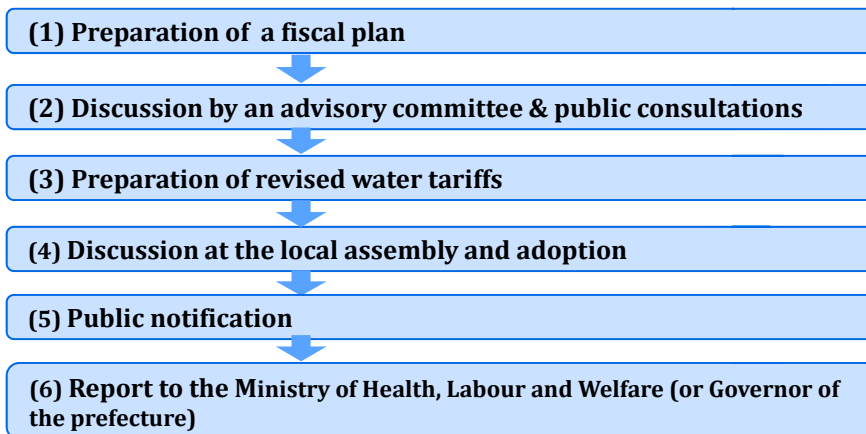 (1) Preparation of a fiscal plan
(2) Discussion by an advisory committee & public consultations
(3) Preparation of revised water tariffs
(4) Discussion at the local assembly and adoption
(5) Public notification
(6) Report to the Ministry of Health, Labour and Welfare (or Governor of
the prefecture)